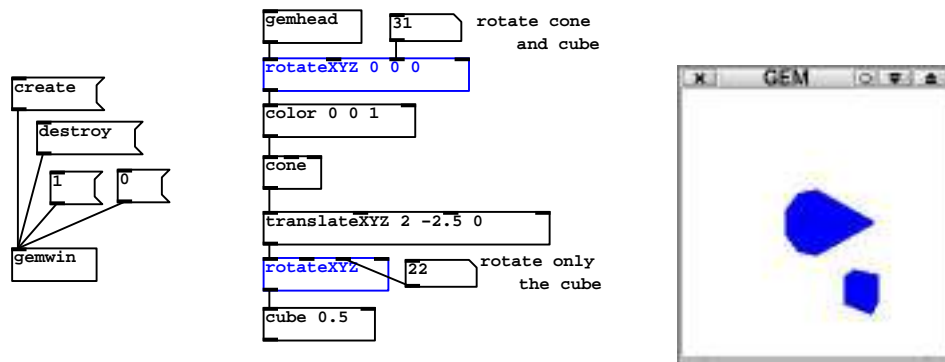 create
destroy
1
0
gemwin
gemhead
31
rotate cone
and cube
rotateXYZ 0 0 0
color 0 0 1
cone
translateXYZ 2 -2.5 0
rotateXYZ
22
rotate only
the cube
cube 0.5
GEM